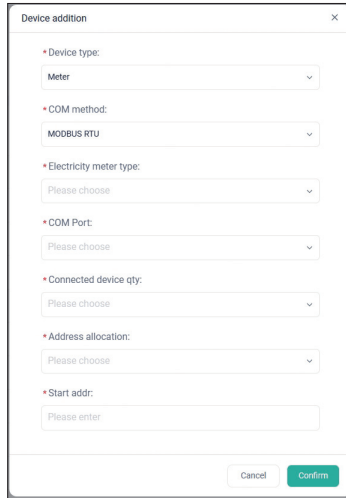 Device addition
* Device type:
Meter
* COM method:
MODBUS RTU
* Electricity meter type:
Please choose
* COM Port:
Please choose
* Connected device qty:
Please choose
* Address allocation:
Please choose
* Start addr:
Please enter
Cancel Confirm